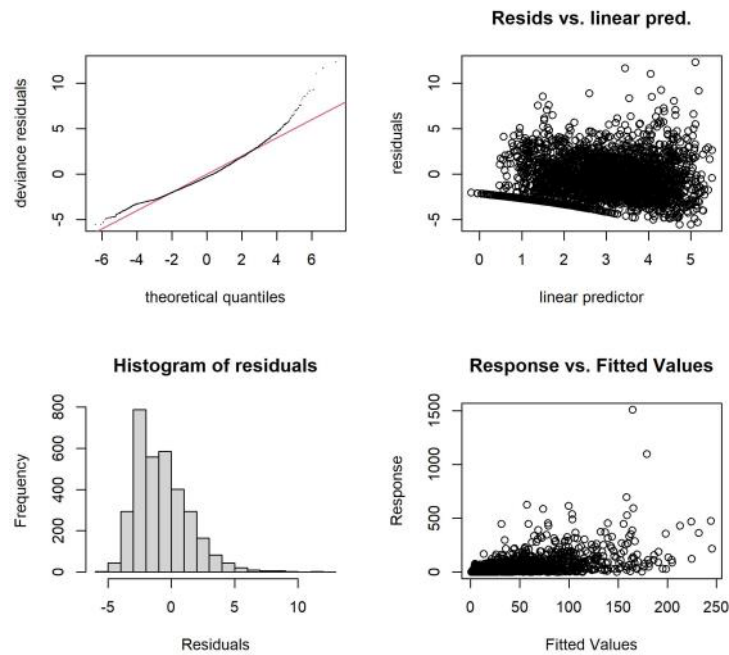 deviance residuals
10
5
0
-5
-6 -4 -2 0 2 4 6
theoretical quantiles
Resids vs. linear pred.
residuals
10
5
0
-5
0 1 2 3 4 5
linear predictor
Histogram of residuals
Frequency
800
600
400
200
0
-5 0 5 10
Residuals
Response vs. Fitted Values
Response
1500
1000
500
0
0 50 100 150 200 250
Fitted Values